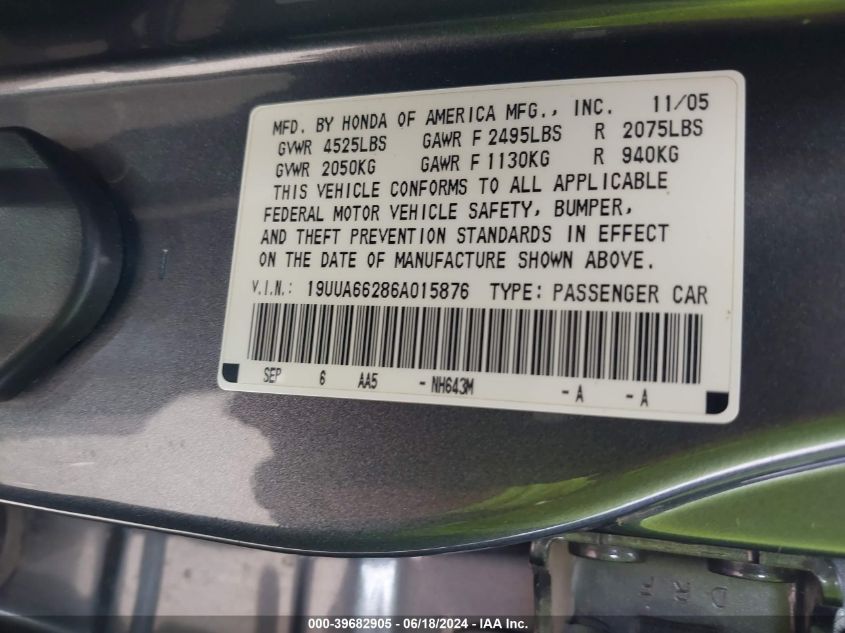 MFD. BY HONDA OF AMERICA MFG., INC. 11/05
GVWR 4525LBS GAWR F 2495LBS R 2075LBS
GVWR 2050KG GAWR F 1130KG R 940KG
THIS VEHICLE CONFORMS TO ALL APPLICABLE
FEDERAL MOTOR VEHICLE SAFETY, BUMPER,
AND THEFT PREVENTION STANDARDS IN EFFECT
ON THE DATE OF MANUFACTURE SHOWN ABOVE.
V.I.N.: 19UUA66286A015876 TYPE: PASSENGER CAR
SEP 6 AA5 -NH643M -A -A
000-39682905 - 06/18/2024 - IAA Inc.